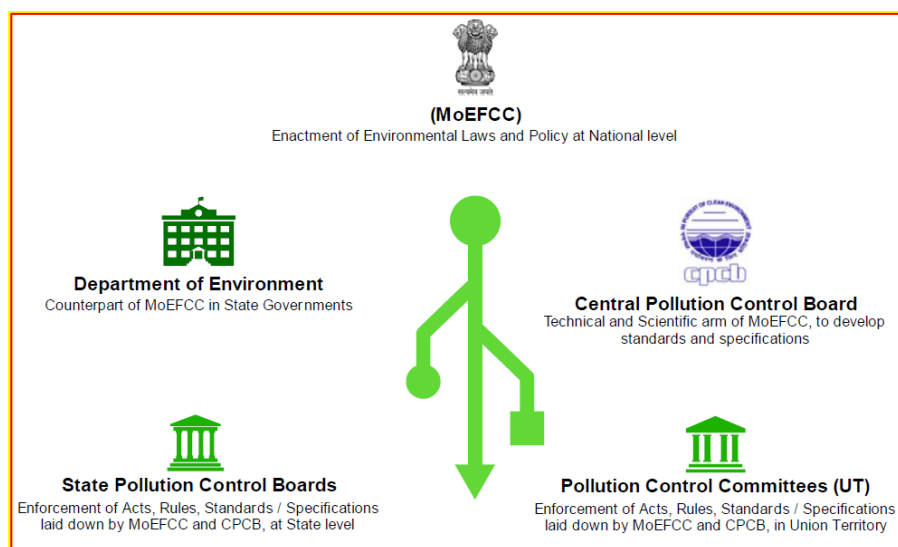 सत्यमेव जयते
(MoEFCC)
Enactment of Environmental Laws and Policy at National level
Department of Environment
Counterpart of MoEFCC in State Governments
cpcb
Central Pollution Control Board
Technical and Scientific arm of MoEFCC, to develop
standards and specifications
State Pollution Control Boards
Enforcement of Acts, Rules, Standards / Specifications
laid down by MoEFCC and CPCB, at State level
Pollution Control Committees (UT)
Enforcement of Acts, Rules, Standards / Specifications
laid down by MoEFCC and CPCB, in Union Territory